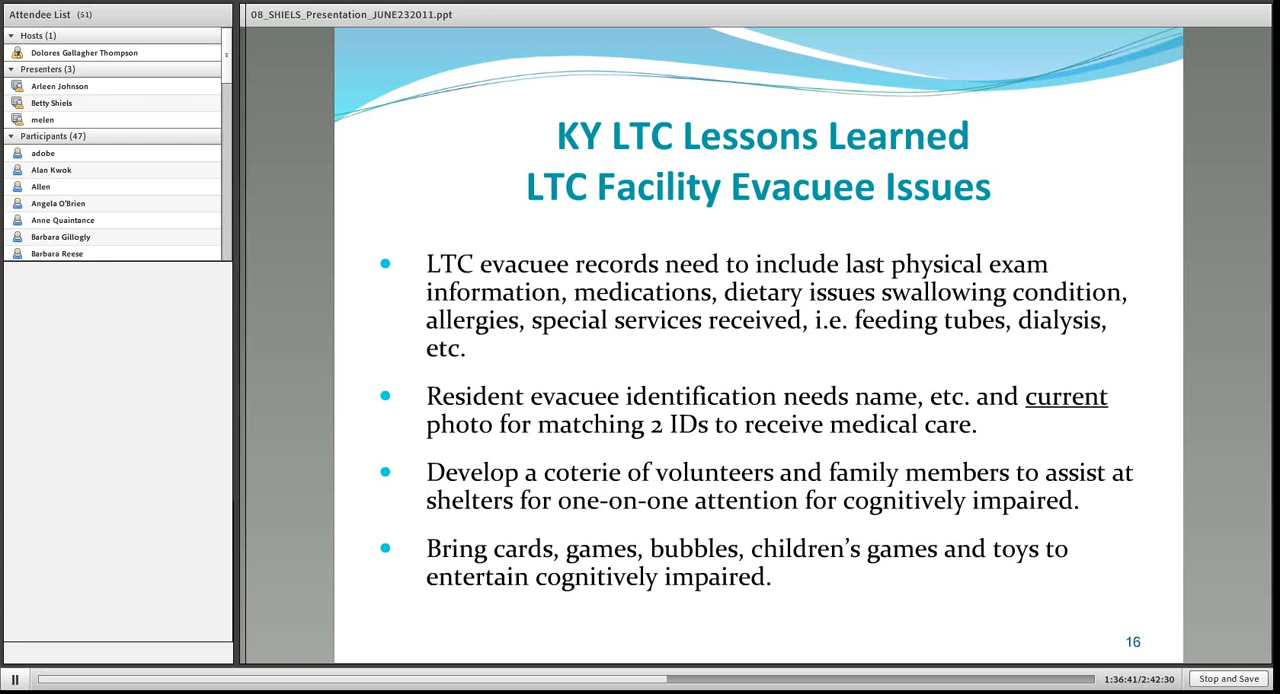 Attendee List (51)
Hosts (1)
Dolores Gallagher Thompson
Presenters (3)
Arleen Johnson
Betty Shiels
melen
Participants (47)
adobe
Alan Kwok
Allen
Angela O'Brien
Anne Quaintance
Barbara Gillogly
Barbara Reese
08_SHIELS_Presentation_JUNE232011.ppt
KY LTC Lessons Learned
LTC Facility Evacuee Issues
• LTC evacuee records need to include last physical exam
information, medications, dietary issues swallowing condition,
allergies, special services received, i.e. feeding tubes, dialysis,
etc.
• Resident evacuee identification needs name, etc. and current
photo for matching 2 IDs to receive medical care.
• Develop a coterie of volunteers and family members to assist at
shelters for one-on-one attention for cognitively impaired.
• Bring cards, games, bubbles, children’s games and toys to
entertain cognitively impaired.
16
1:36:41/2:42:30
Stop and Save